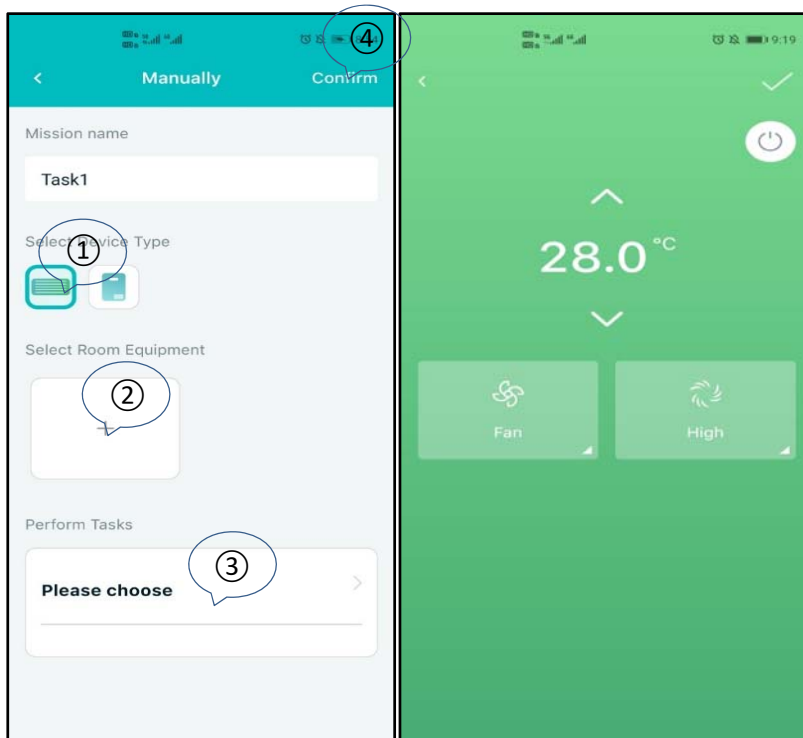 ④
Manually
Confirm
Mission name
Task1
Select Device Type
①
Select Room Equipment
②
+
Perform Tasks
③
Please choose
9:19
28.0 °C
Fan
High